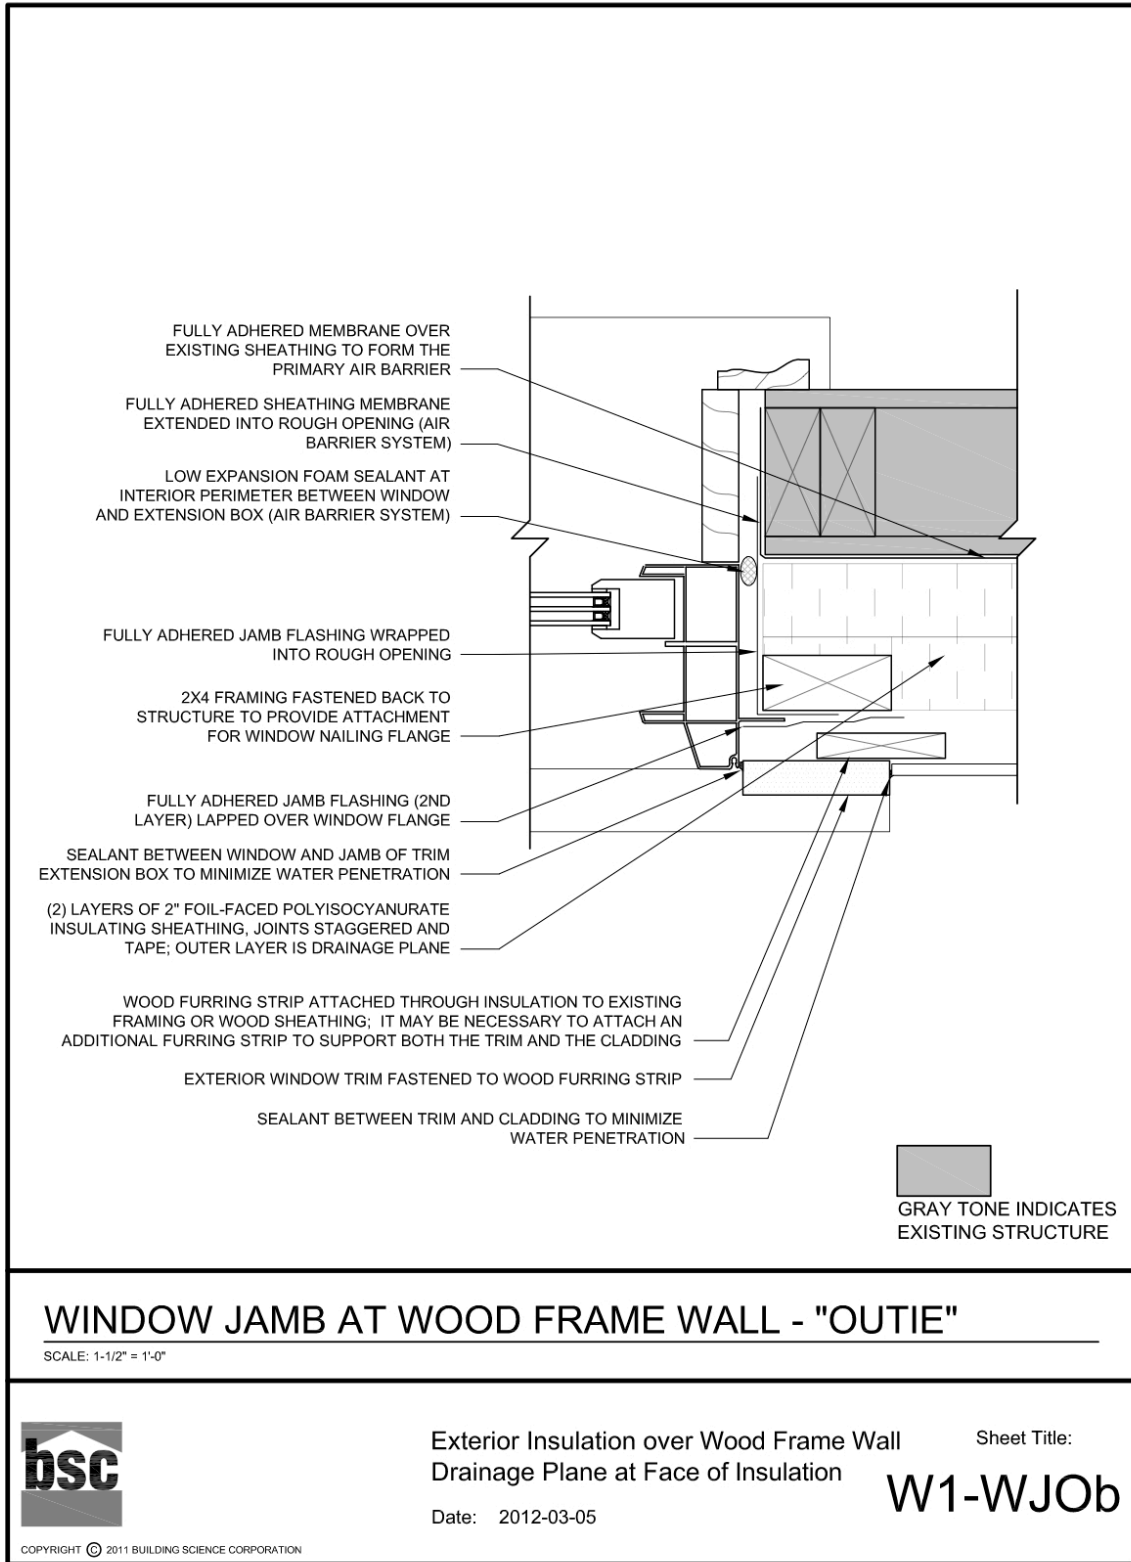 FULLY ADHERED MEMBRANE OVER
EXISTING SHEATHING TO FORM THE
PRIMARY AIR BARRIER
FULLY ADHERED SHEATHING MEMBRANE
EXTENDED INTO ROUGH OPENING (AIR
BARRIER SYSTEM)
LOW EXPANSION FOAM SEALANT AT
INTERIOR PERIMETER BETWEEN WINDOW
AND EXTENSION BOX (AIR BARRIER SYSTEM)
FULLY ADHERED JAMB FLASHING WRAPPED
INTO ROUGH OPENING
2X4 FRAMING FASTENED BACK TO
STRUCTURE TO PROVIDE ATTACHMENT
FOR WINDOW NAILING FLANGE
FULLY ADHERED JAMB FLASHING (2ND
LAYER) LAPPED OVER WINDOW FLANGE
SEALANT BETWEEN WINDOW AND JAMB OF TRIM
EXTENSION BOX TO MINIMIZE WATER PENETRATION
(2) LAYERS OF 2" FOIL-FACED POLYISOCYANURATE
INSULATING SHEATHING, JOINTS STAGGERED AND
TAPE; OUTER LAYER IS DRAINAGE PLANE
WOOD FURRING STRIP ATTACHED THROUGH INSULATION TO EXISTING
FRAMING OR WOOD SHEATHING; IT MAY BE NECESSARY TO ATTACH AN
ADDITIONAL FURRING STRIP TO SUPPORT BOTH THE TRIM AND THE CLADDING
EXTERIOR WINDOW TRIM FASTENED TO WOOD FURRING STRIP
SEALANT BETWEEN TRIM AND CLADDING TO MINIMIZE
WATER PENETRATION
GRAY TONE INDICATES
EXISTING STRUCTURE
WINDOW JAMB AT WOOD FRAME WALL - "OUTIE"
SCALE: 1-1/2" = 1'-0"
bsc
COPYRIGHT © 2011 BUILDING SCIENCE CORPORATION
Exterior Insulation over Wood Frame Wall
Drainage Plane at Face of Insulation
Date: 2012-03-05
Sheet Title:
W1-WJOb